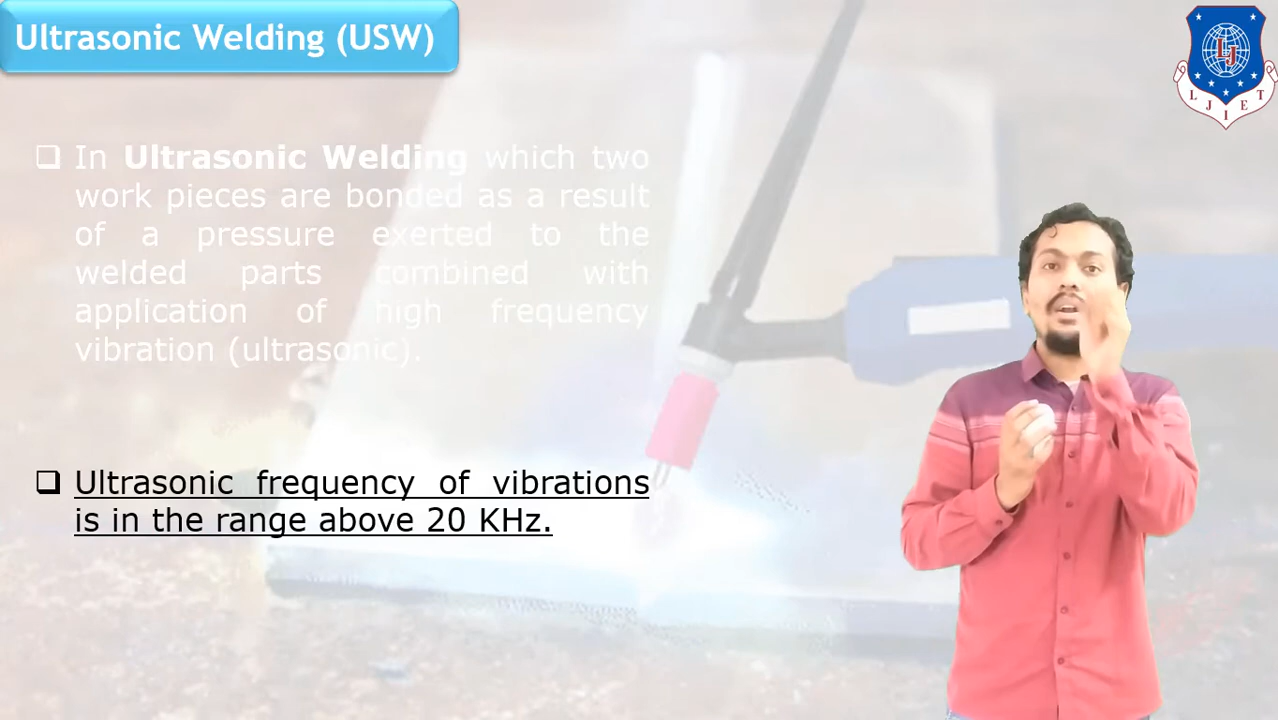 Ultrasonic Welding (USW)
In Ultrasonic Welding which two
work pieces are bonded as a result
of a pressure exerted to the
welded parts combined with
application of high frequency
vibration (ultrasonic).
Ultrasonic frequency of vibrations
is in the range above 20 KHz.
LJ
L J I E T